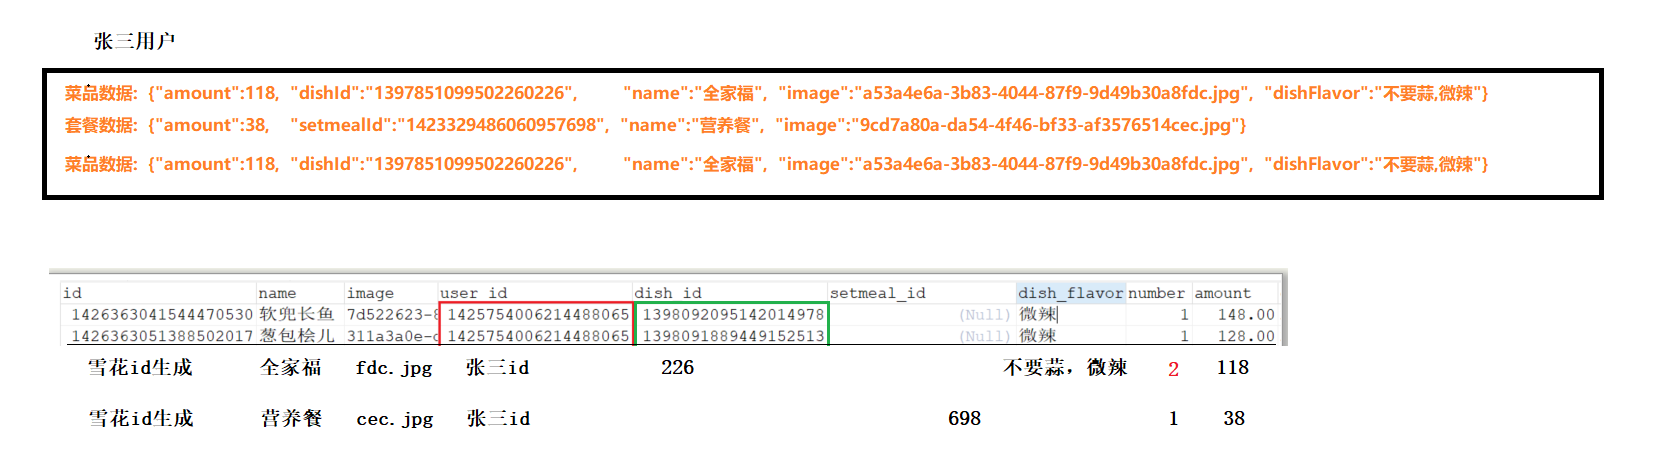 张三用户
菜品数据: {"amount":118, "dishId":"1397851099502260226", "name":"全家福", "image":"a53a4e6a-3b83-4044-87f9-9d49b30a8fdc.jpg", "dishFlavor":"不要蒜,微辣"}
套餐数据: {"amount":38, "setmealId":"1423329486060957698", "name":"营养餐", "image":"9cd7a80a-da54-4f46-bf33-af3576514cec.jpg"}
菜品数据: {"amount":118, "dishId":"1397851099502260226", "name":"全家福", "image":"a53a4e6a-3b83-4044-87f9-9d49b30a8fdc.jpg", "dishFlavor":"不要蒜,微辣"}
id name image user_id dish_id setmeal_id dish_flavor number amount
1426363041544470530 软兜长鱼 7d522623-8 1425754006214488065 1398092095142014978 (Null) 微辣 1 148.00
1426363051388502017 葱包桧儿 311a3a0e-c 1425754006214488065 1398091889449152513 (Null) 微辣 1 128.00
雪花id生成 全家福 fdc.jpg 张三id 226 不要蒜，微辣 2 118
雪花id生成 营养餐 cec.jpg 张三id 698 1 38